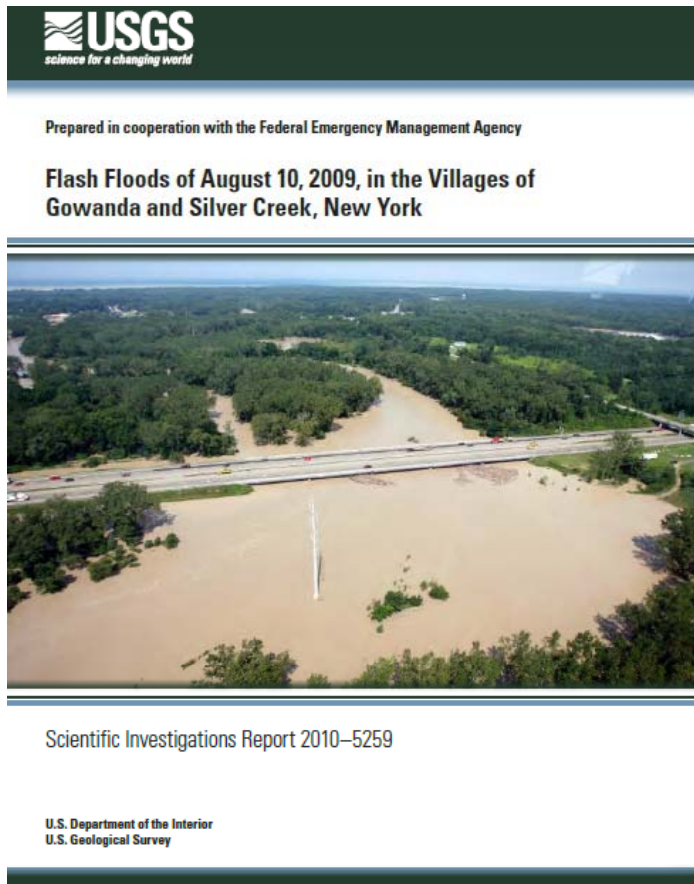 USGS
science for a changing world
Prepared in cooperation with the Federal Emergency Management Agency
Flash Floods of August 10, 2009, in the Villages of
Gowanda and Silver Creek, New York
Scientific Investigations Report 2010–5259
U.S. Department of the Interior
U.S. Geological Survey